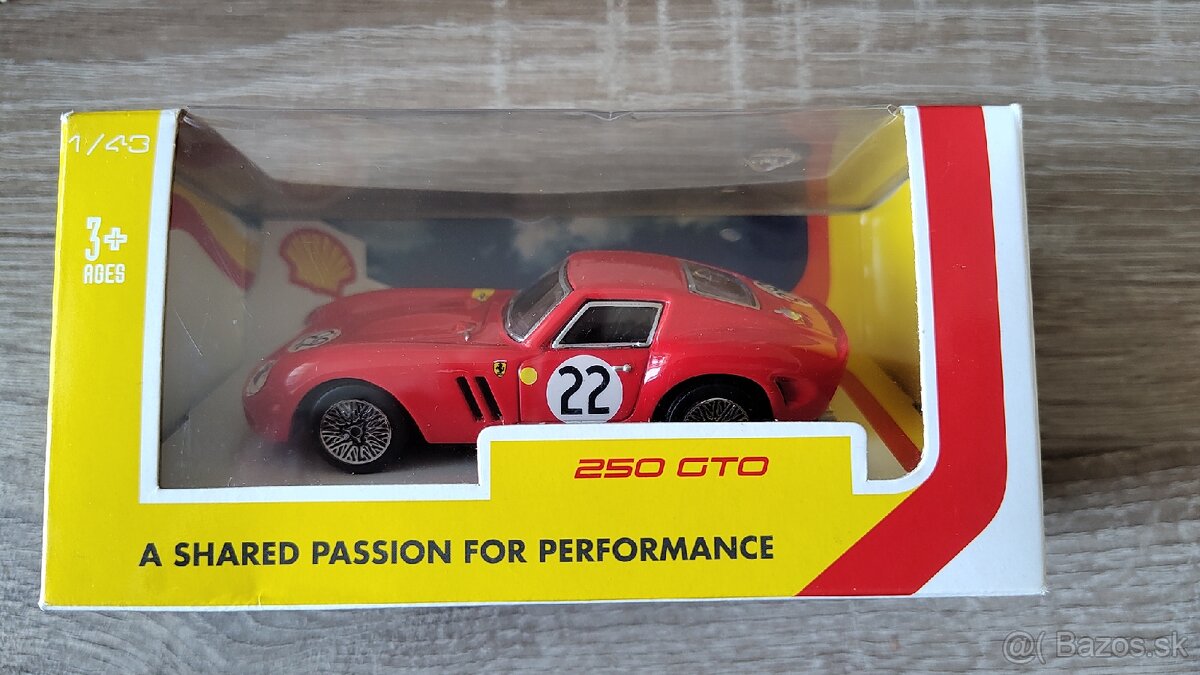 1/43
3+
AGES
22
250 GTO
A SHARED PASSION FOR PERFORMANCE
@( Bazos.sk